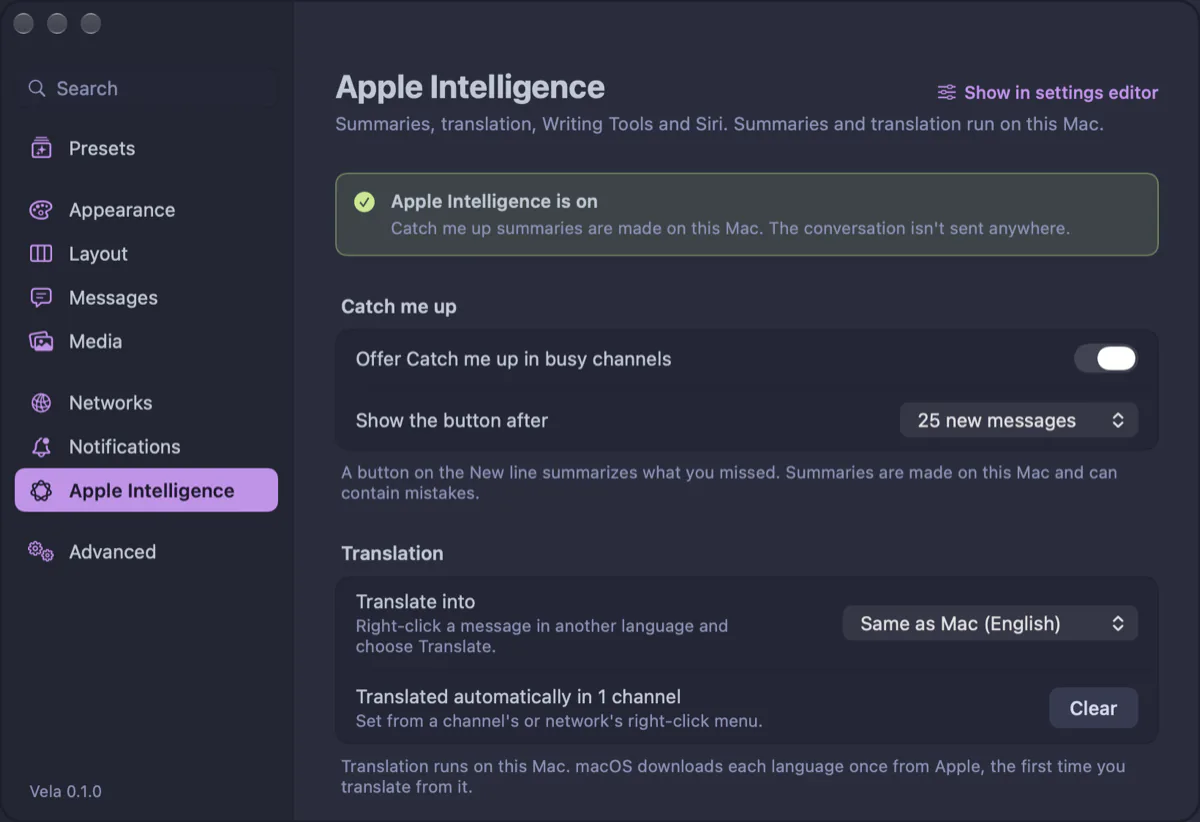 Search
Presets
Appearance
Layout
Messages
Media
Networks
Notifications
Apple Intelligence
Advanced
Vela 0.1.0
Apple Intelligence
Show in settings editor
Summaries, translation, Writing Tools and Siri. Summaries and translation run on this Mac.
Apple Intelligence is on
Catch me up summaries are made on this Mac. The conversation isn't sent anywhere.
Catch me up
Offer Catch me up in busy channels
Show the button after
25 new messages
A button on the New line summarizes what you missed. Summaries are made on this Mac and can
contain mistakes.
Translation
Translate into
Right-click a message in another language and
choose Translate.
Same as Mac (English)
Translated automatically in 1 channel
Set from a channel's or network's right-click menu.
Clear
Translation runs on this Mac. macOS downloads each language once from Apple, the first time you
translate from it.